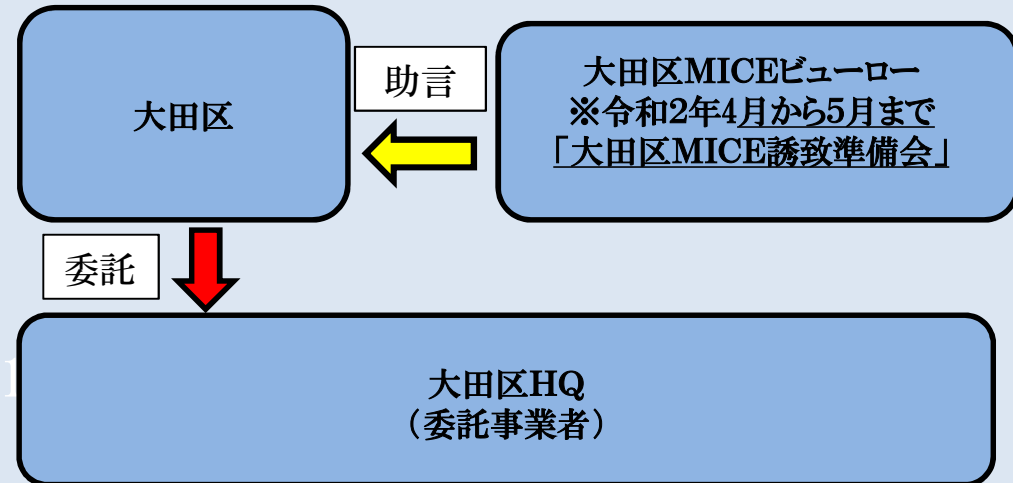 大田区
助言
大田区MICEビューロー
※令和2年4月から5月まで
「大田区MICE誘致準備会」
委託
大田区HQ
（委託事業者）